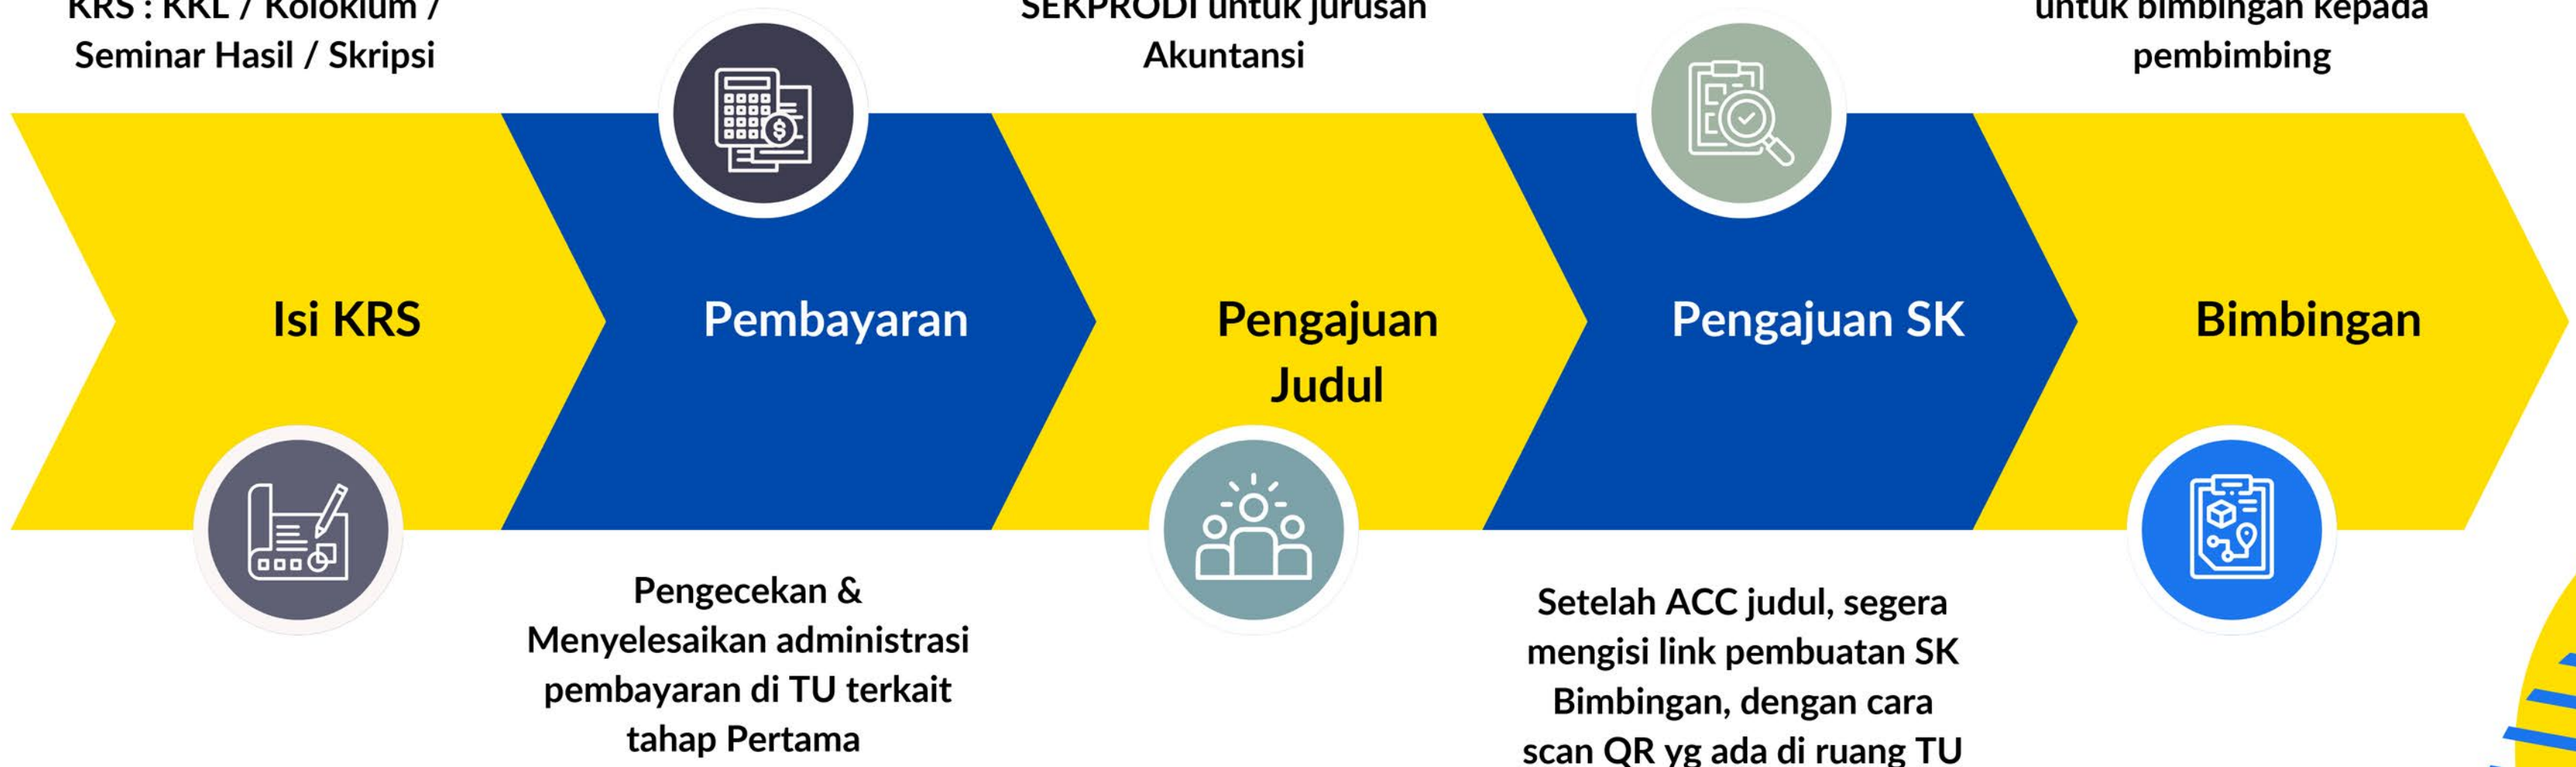 KRS : KKL / Kolokium /
Seminar Hasil / Skripsi
SEKPRODI untuk jurusan
Akuntansi
untuk bimbingan kepada
pembimbing
Isi KRS
Pembayaran
Pengajuan
Judul
Pengajuan SK
Bimbingan
Pengecekan &
Menyelesaikan administrasi
pembayaran di TU terkait
tahap Pertama
Setelah ACC judul, segera
mengisi link pembuatan SK
Bimbingan, dengan cara
scan QR yg ada di ruang TU